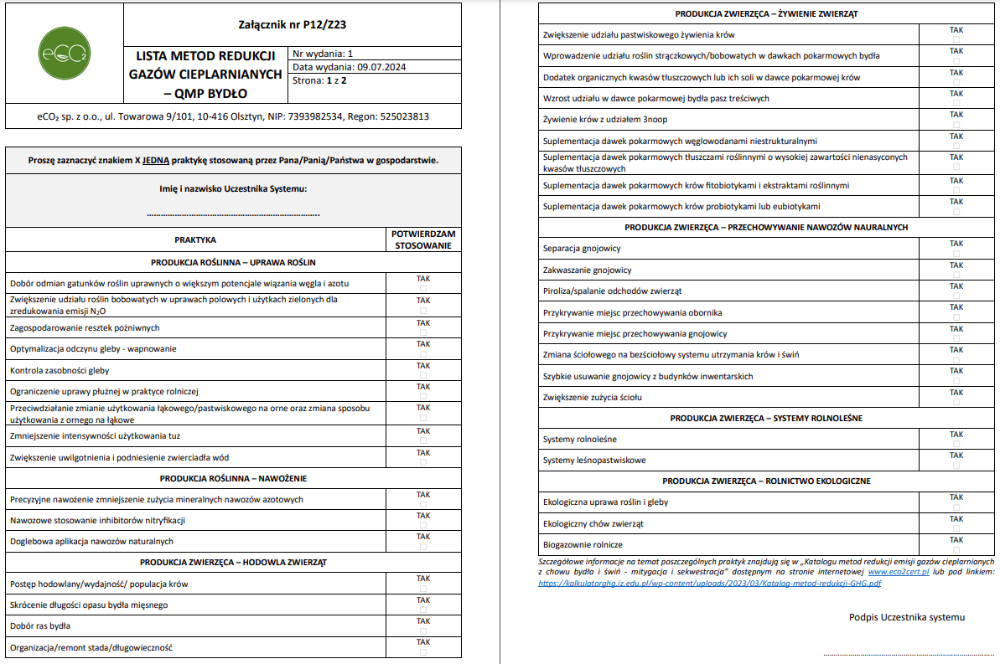 eCO2
Załącznik nr P12/Z23
LISTA METOD REDUKCJI
GAZÓW CIEPLARNIANYCH
– QMP BYDŁO
Nr wydania: 1
Data wydania: 09.07.2024
Strona: 1 z 2
eCO₂ sp. z o.o., ul. Towarowa 9/101, 10-416 Olsztyn, NIP: 7393982534, Regon: 525023813
Proszę zaznaczyć znakiem X JEDNĄ praktykę stosowaną przez Pana/Panią/Państwa w gospodarstwie.
Imię i nazwisko Uczestnika Systemu:
………………………………………………………………..
PRAKTYKA
POTWIERDZAM
STOSOWANIE
PRODUKCJA ROŚLINNA – UPRAWA ROŚLIN
Dobór odmian gatunków roślin uprawnych o większym potencjale wiązania węgla i azotu
TAK
☐
Zwiększenie udziału roślin bobowatych w uprawach polowych i użytkach zielonych dla
zredukowania emisji N₂O
TAK
☐
Zagospodarowanie resztek pożniwnych
TAK
☐
Optymalizacja odczynu gleby - wapnowanie
TAK
☐
Kontrola zasobności gleby
TAK
☐
Ograniczenie uprawy płużnej w praktyce rolniczej
TAK
☐
Przeciwdziałanie zmianie użytkowania łąkowego/pastwiskowego na orne oraz zmiana sposobu
użytkowania z ornego na łąkowe
TAK
☐
Zmniejszenie intensywności użytkowania tuz
TAK
☐
Zwiększenie uwilgotnienia i podniesienie zwierciadła wód
TAK
☐
PRODUKCJA ROŚLINNA – NAWOŻENIE
Precyzyjne nawożenie zmniejszenie zużycia mineralnych nawozów azotowych
TAK
☐
Nawozowe stosowanie inhibitorów nitryfikacji
TAK
☐
Doglebowa aplikacja nawozów naturalnych
TAK
☐
PRODUKCJA ZWIERZĘCA – HODOWLA ZWIERZĄT
Postęp hodowlany/wydajność/ populacja krów
TAK
☐
Skrócenie długości opasu bydła mięsnego
TAK
☐
Dobór ras bydła
TAK
☐
Organizacja/remont stada/długowieczność
TAK
☐
PRODUKCJA ZWIERZĘCA – ŻYWIENIE ZWIERZĄT
Zwiększenie udziału pastwiskowego żywienia krów
TAK
☐
Wprowadzenie udziału roślin strączkowych/bobowatych w dawkach pokarmowych bydła
TAK
☐
Dodatek organicznych kwasów tłuszczowych lub ich soli w dawce pokarmowej krów
TAK
☐
Wzrost udziału w dawce pokarmowej bydła pasz treściwych
TAK
☐
Żywienie krów z udziałem 3noop
TAK
☐
Suplementacja dawek pokarmowych węglowodanami niestrukturalnymi
TAK
☐
Suplementacja dawek pokarmowych tłuszczami roślinnymi o wysokiej zawartości nienasyconych
kwasów tłuszczowych
TAK
☐
Suplementacja dawek pokarmowych krów fitobiotykami i ekstraktami roślinnymi
TAK
☐
Suplementacja dawek pokarmowych krów probiotykami lub eubiotykami
TAK
☐
PRODUKCJA ZWIERZĘCA – PRZECHOWYWANIE NAWOZÓW NAURALNYCH
Separacja gnojowicy
TAK
☐
Zakwaszanie gnojowicy
TAK
☐
Piroliza/spalanie odchodów zwierząt
TAK
☐
Przykrywanie miejsc przechowywania obornika
TAK
☐
Przykrywanie miejsc przechowywania gnojowicy
TAK
☐
Zmiana ściołowego na bezściołowy systemu utrzymania krów i świń
TAK
☐
Szybkie usuwanie gnojowicy z budynków inwentarskich
TAK
☐
Zwiększenie zużycia ściołu
TAK
☐
PRODUKCJA ZWIERZĘCA – SYSTEMY ROLNOLEŚNE
Systemy rolnoleśne
TAK
☐
Systemy leśnopastwiskowe
TAK
☐
PRODUKCJA ZWIERZĘCA – ROLNICTWO EKOLOGICZNE
Ekologiczna uprawa roślin i gleby
TAK
☐
Ekologiczny chów zwierząt
TAK
☐
Biogazownie rolnicze
TAK
☐
Szczegółowe informacje na temat poszczególnych praktyk znajdują się w „Katalogu metod redukcji emisji gazów cieplarnianych
z chowu bydła i świń - mitygacja i sekwestracja” dostępnym na stronie internetowej www.eco2cert.pl lub pod linkiem:
https://kalkulatorghg.iz.edu.pl/wp-content/uploads/2023/03/Katalog-metod-redukcji-GHG.pdf
Podpis Uczestnika systemu
………………………………………………………………..